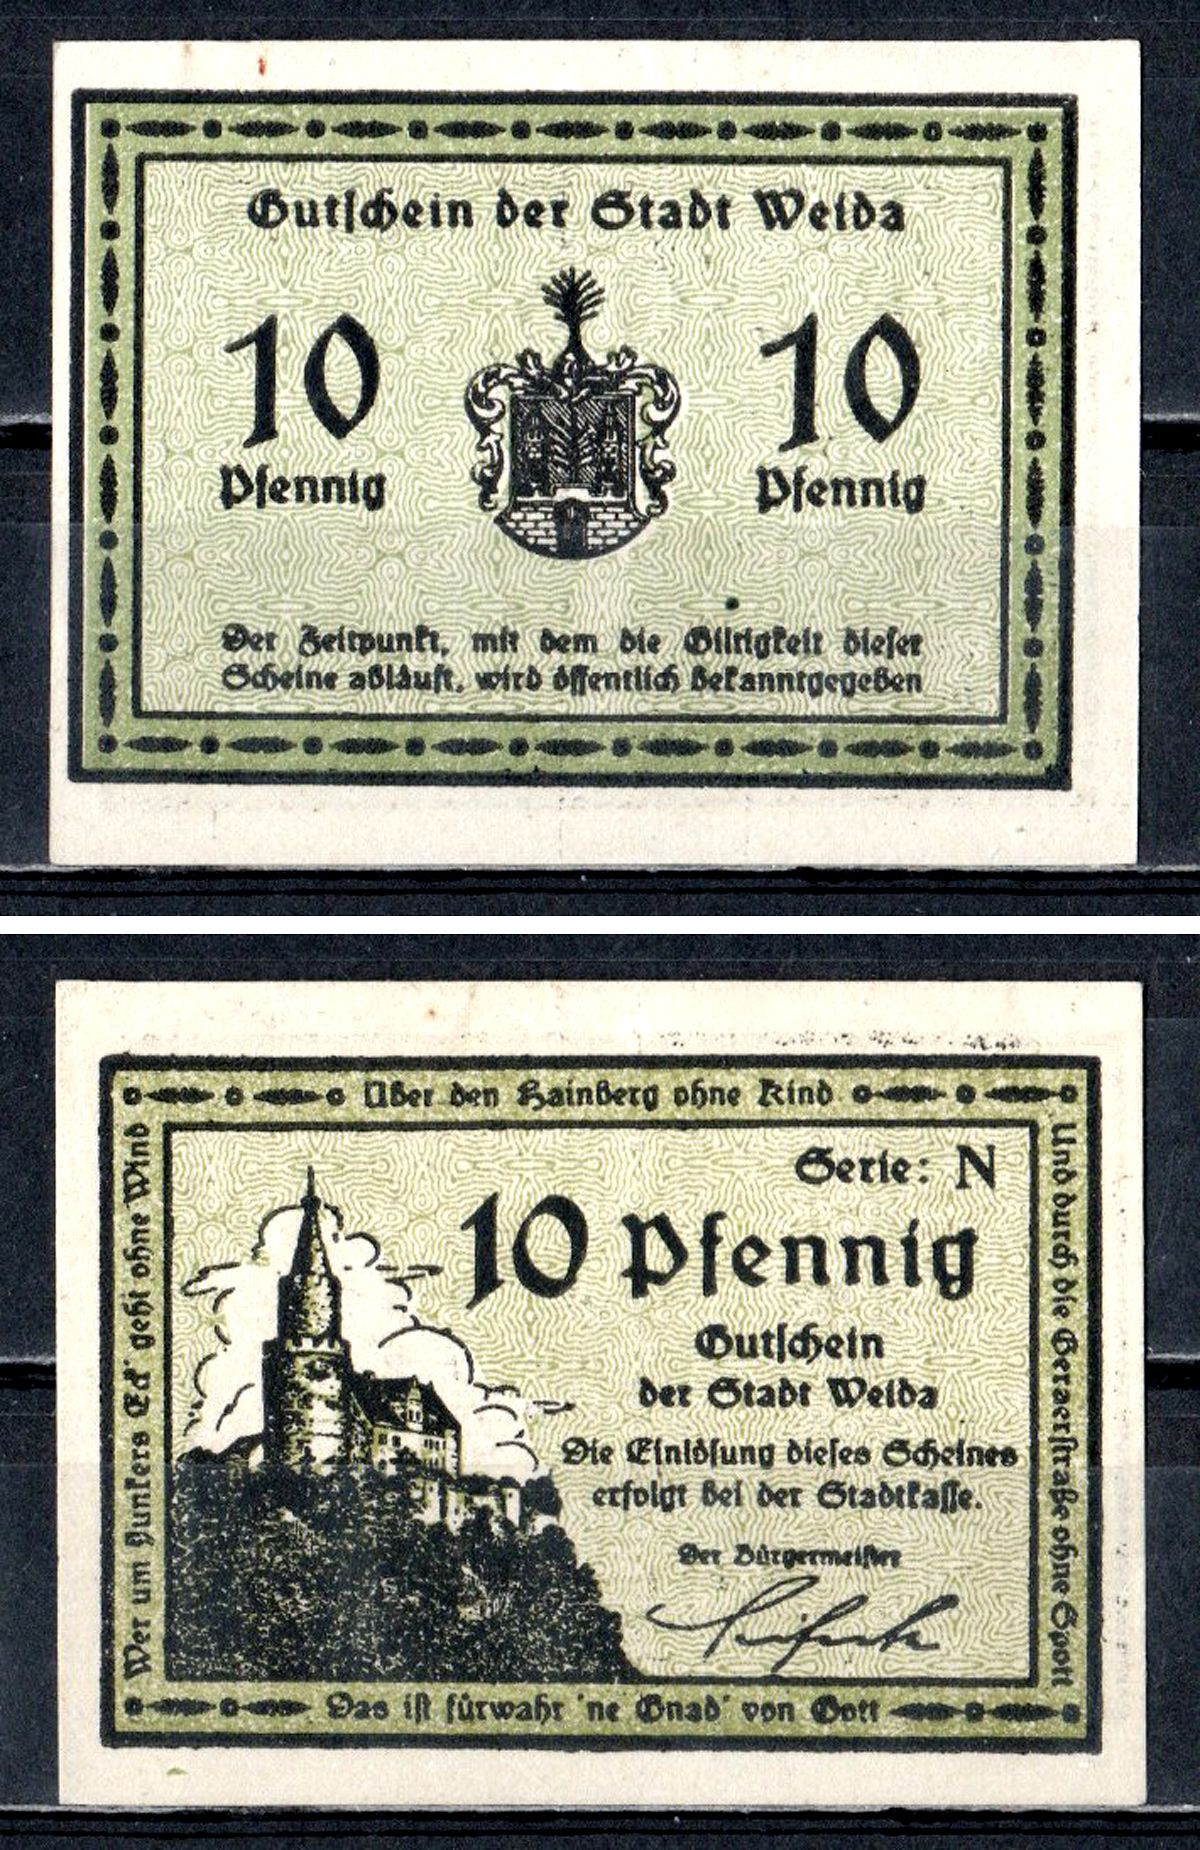 Gutschein der Stadt Weida
10 10
Pfennig Pfennig
Der Zeitpunkt, mit dem die Giltigkeit dieser
Scheine abläuft, wird öffentlich bekanntgegeben
Wer um Junkers Eck' geht ohne Wind
Über den Hainberg ohne Kind
Und durch die Geraerstraße ohne Spott
Das ist fürwahr 'ne Gnad' von Gott
Serie: N
10 Pfennig
Gutschein
der Stadt Weida
Die Einlösung dieses Scheines
erfolgt bei der Stadtkasse.
Der Bürgermeister